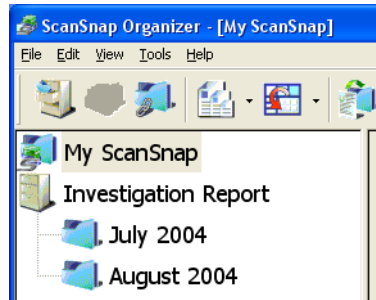 ScanSnap Organizer - [My ScanSnap]
File Edit View Tools Help
My ScanSnap
Investigation Report
July 2004
August 2004